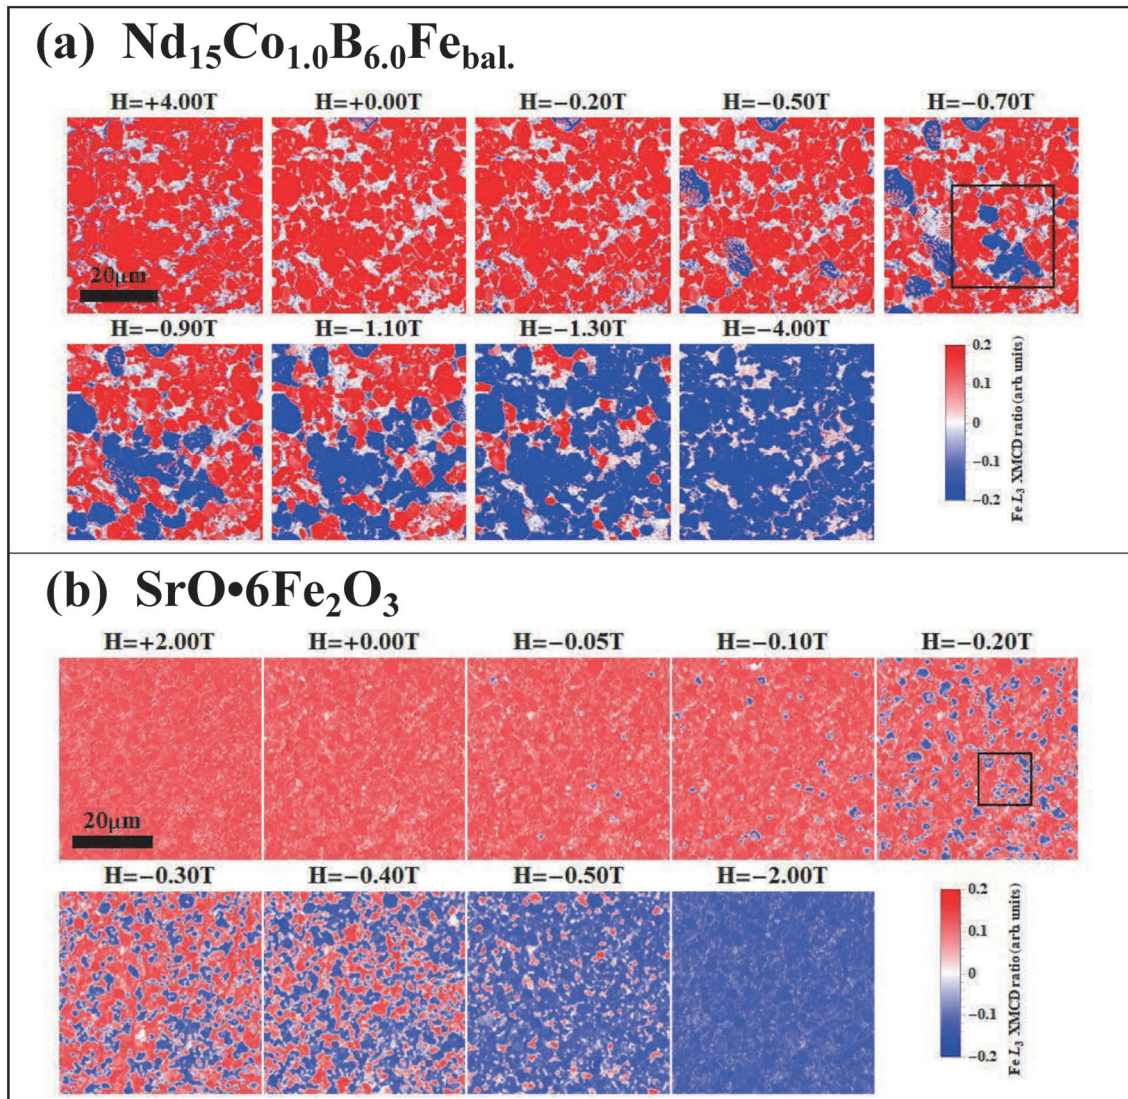 (a) Nd₁₅Co₁.₀B₆.₀Fe_bal.
H=+4.00T H=+0.00T H=−0.20T H=−0.50T H=−0.70T
20μm
H=−0.90T H=−1.10T H=−1.30T H=−4.00T
0.2
0.1
0
−0.1
−0.2
Fe L₃ XMCD ratio (arb units)
(b) SrO•6Fe₂O₃
H=+2.00T H=+0.00T H=−0.05T H=−0.10T H=−0.20T
20μm
H=−0.30T H=−0.40T H=−0.50T H=−2.00T
0.2
0.1
0
−0.1
−0.2
Fe L₃ XMCD ratio (arb units)